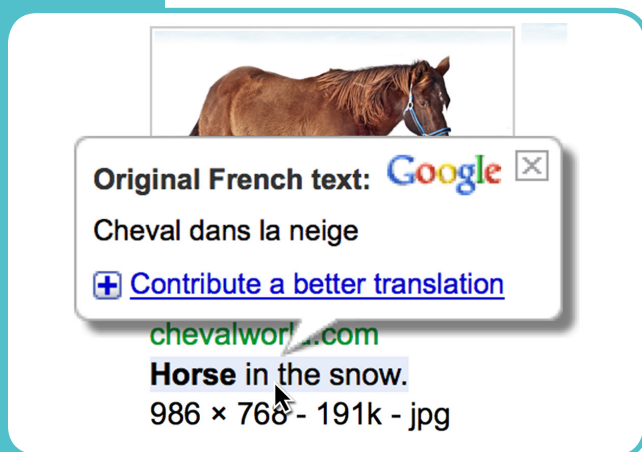 Original French text: Google
Cheval dans la neige
Contribute a better translation
chevalworld.com
Horse in the snow.
986 × 768 - 191k - jpg